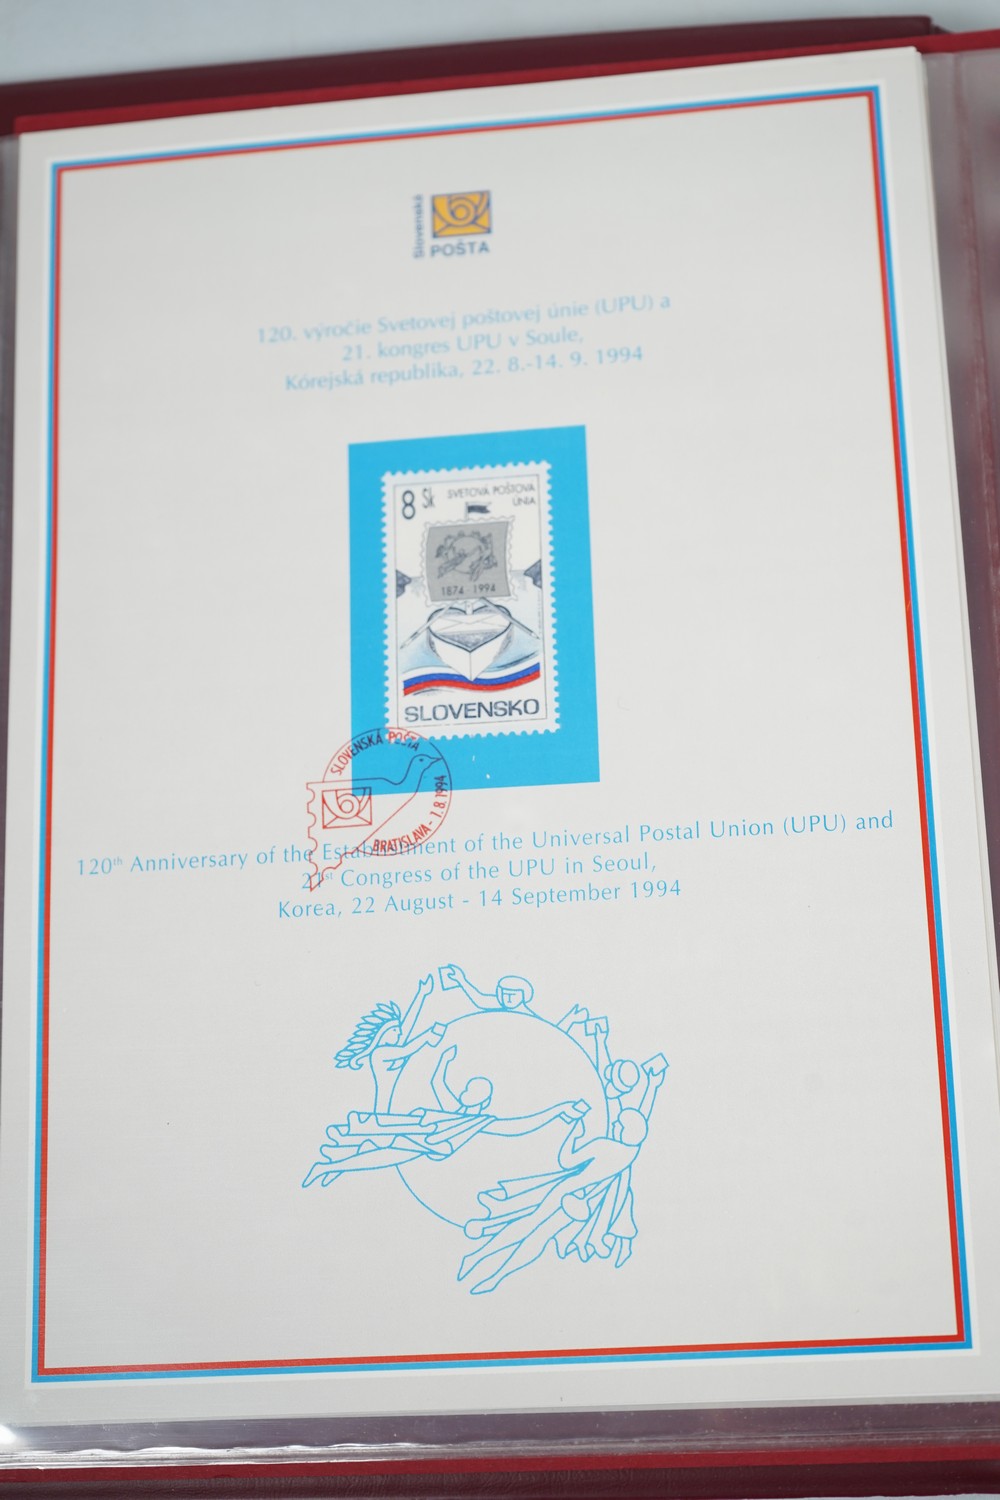 Slovenská
POŠTA
120. výročie Svetovej poštovej únie (UPU) a
21. kongres UPU v Soule,
Kórejská republika, 22. 8.-14. 9. 1994
8 Sk
SVETOVÁ POŠTOVÁ
ÚNIA
1874 1994
SLOVENSKO
SLOVENSKÁ POŠTA
BRATISLAVA - 1.8.1994
120th Anniversary of the Establishment of the Universal Postal Union (UPU) and
21st Congress of the UPU in Seoul,
Korea, 22 August - 14 September 1994